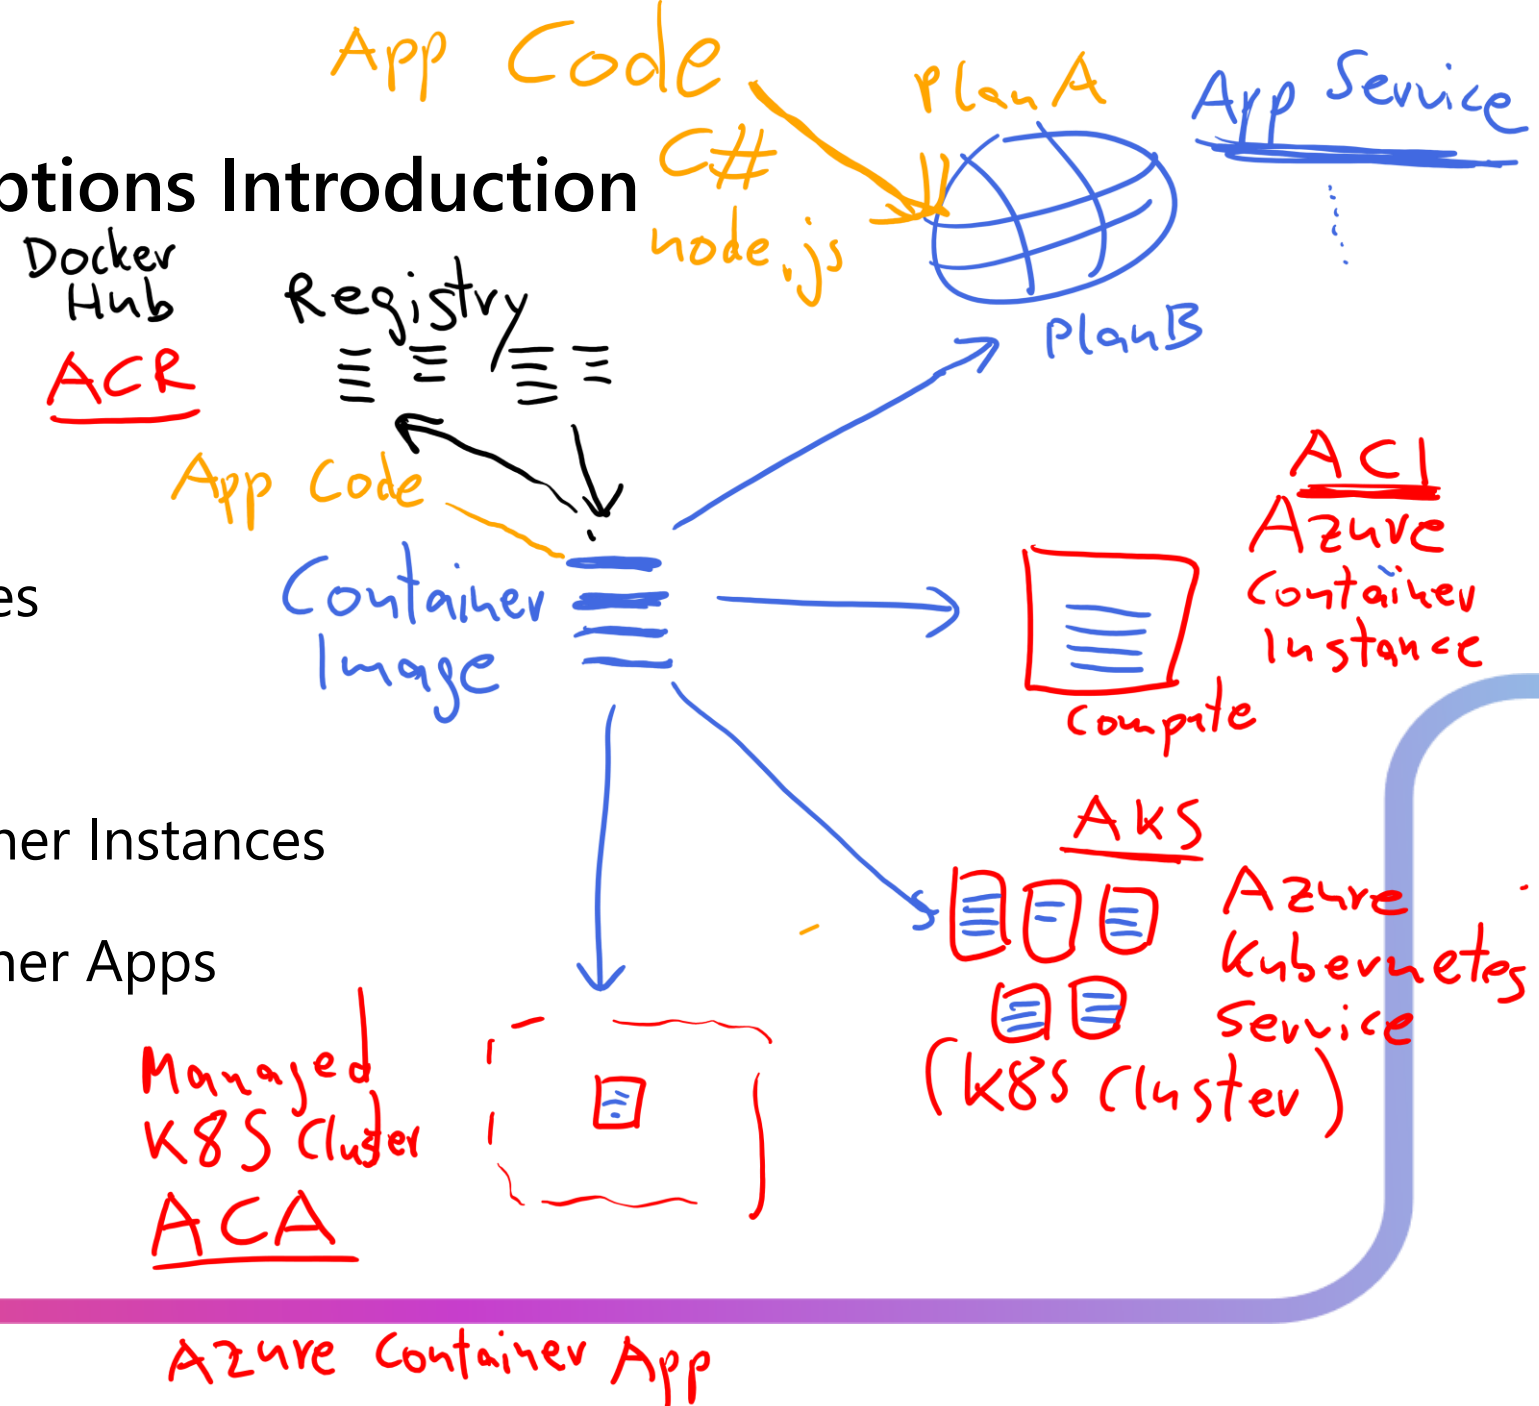 App Code
Plan A
App Service
C#
node.js
ptions Introduction
Docker
Hub
Registry
ACR
Plan B
App Code
Container
Image
ACI
Azure
Container
Instance
compute
es
ner Instances
ner Apps
AKS
Azure
Kubernetes
Service
(K8S Cluster)
Managed
K8S Cluster
ACA
Azure Container App